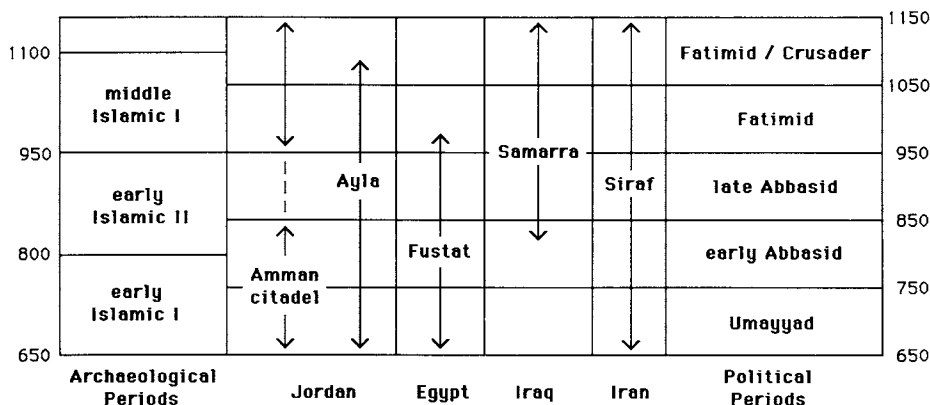 1150
1100
Fatimid / Crusader
middle
Islamic I
1050
Fatimid
950
Samarra
950
Ayla
Siraf
late Abbasid
early
Islamic II
850
800
Fustat
early Abbasid
Amman
citadel
750
early
Islamic I
Umayyad
650
650
Archaeological
Periods
Jordan
Egypt
Iraq
Iran
Political
Periods